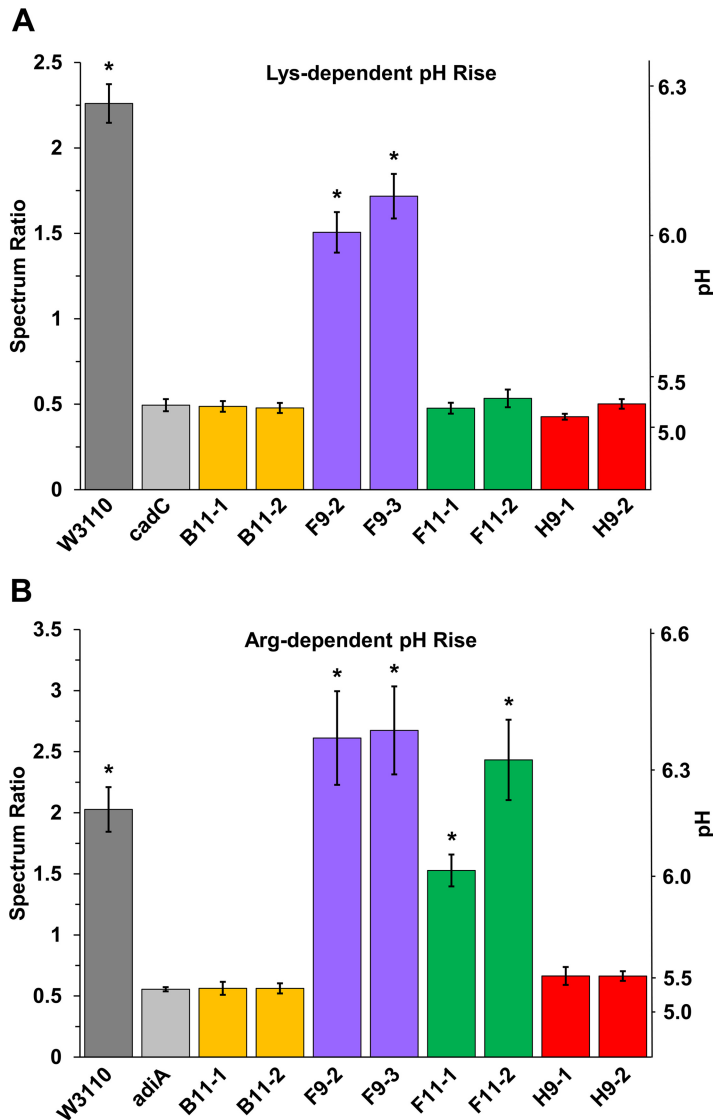 A
Lys-dependent pH Rise
Spectrum Ratio
2.5
2
1.5
1
0.5
0
* * *
6.3
6.0
5.5
5.0
pH
W3110 cadC B11-1 B11-2 F9-2 F9-3 F11-1 F11-2 H9-1 H9-2
B
Arg-dependent pH Rise
Spectrum Ratio
3.5
3
2.5
2
1.5
1
0.5
0
* * * * *
6.6
6.3
6.0
5.5
5.0
pH
W3110 adiA B11-1 B11-2 F9-2 F9-3 F11-1 F11-2 H9-1 H9-2